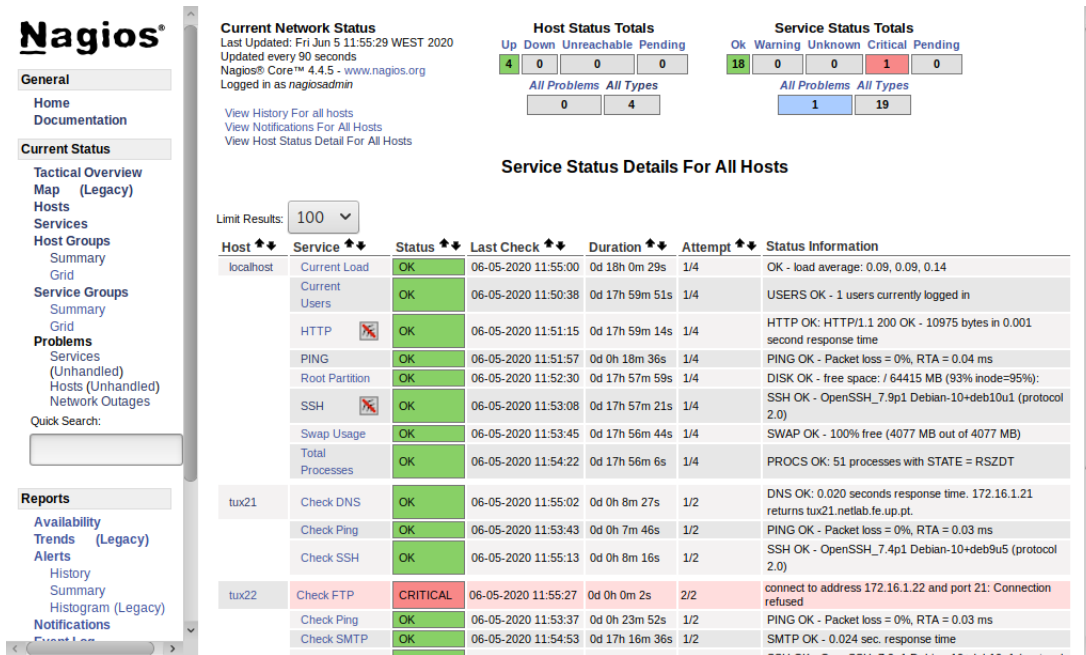 Nagios®
General
Home
Documentation
Current Status
Tactical Overview
Map (Legacy)
Hosts
Services
Host Groups
Summary
Grid
Service Groups
Summary
Grid
Problems
Services
(Unhandled)
Hosts (Unhandled)
Network Outages
Quick Search:
Reports
Availability
Trends (Legacy)
Alerts
History
Summary
Histogram (Legacy)
Notifications
Event Log
Current Network Status
Last Updated: Fri Jun 5 11:55:29 WEST 2020
Updated every 90 seconds
Nagios® Core™ 4.4.5 - www.nagios.org
Logged in as nagiosadmin
View History For all hosts
View Notifications For All Hosts
View Host Status Detail For All Hosts
Host Status Totals
Up Down Unreachable Pending
4 0 0 0
All Problems All Types
0 4
Service Status Totals
Ok Warning Unknown Critical Pending
18 0 0 1 0
All Problems All Types
1 19
Service Status Details For All Hosts
Limit Results: 100
Host Service Status Last Check Duration Attempt Status Information
localhost Current Load OK 06-05-2020 11:55:00 0d 18h 0m 29s 1/4 OK - load average: 0.09, 0.09, 0.14
Current
Users OK 06-05-2020 11:50:38 0d 17h 59m 51s 1/4 USERS OK - 1 users currently logged in
HTTP OK 06-05-2020 11:51:15 0d 17h 59m 14s 1/4 HTTP OK: HTTP/1.1 200 OK - 10975 bytes in 0.001
second response time
PING OK 06-05-2020 11:51:57 0d 0h 18m 36s 1/4 PING OK - Packet loss = 0%, RTA = 0.04 ms
Root Partition OK 06-05-2020 11:52:30 0d 17h 57m 59s 1/4 DISK OK - free space: / 64415 MB (93% inode=95%):
SSH OK 06-05-2020 11:53:08 0d 17h 57m 21s 1/4 SSH OK - OpenSSH_7.9p1 Debian-10+deb10u1 (protocol
2.0)
Swap Usage OK 06-05-2020 11:53:45 0d 17h 56m 44s 1/4 SWAP OK - 100% free (4077 MB out of 4077 MB)
Total
Processes OK 06-05-2020 11:54:22 0d 17h 56m 6s 1/4 PROCS OK: 51 processes with STATE = RSZDT
tux21 Check DNS OK 06-05-2020 11:55:02 0d 0h 8m 27s 1/2 DNS OK: 0.020 seconds response time. 172.16.1.21
returns tux21.netlab.fe.up.pt.
Check Ping OK 06-05-2020 11:53:43 0d 0h 7m 46s 1/2 PING OK - Packet loss = 0%, RTA = 0.03 ms
Check SSH OK 06-05-2020 11:55:13 0d 0h 8m 16s 1/2 SSH OK - OpenSSH_7.4p1 Debian-10+deb9u5 (protocol
2.0)
tux22 Check FTP CRITICAL 06-05-2020 11:55:27 0d 0h 0m 2s 2/2 connect to address 172.16.1.22 and port 21: Connection
refused
Check Ping OK 06-05-2020 11:53:37 0d 0h 23m 52s 1/2 PING OK - Packet loss = 0%, RTA = 0.03 ms
Check SMTP OK 06-05-2020 11:54:53 0d 17h 16m 36s 1/2 SMTP OK - 0.024 sec. response time